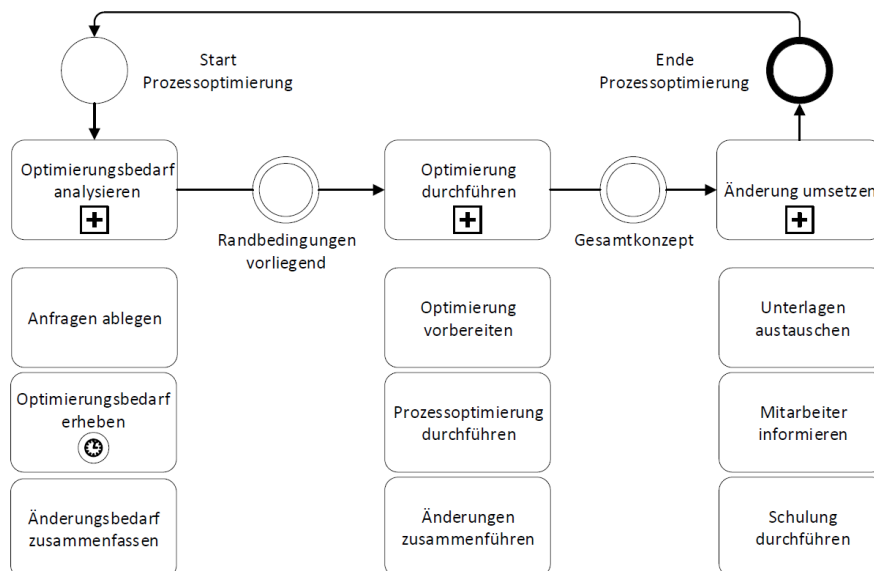 Start
Prozessoptimierung
Ende
Prozessoptimierung
Optimierungsbedarf
analysieren
Randbedingungen
vorliegend
Optimierung
durchführen
Gesamtkonzept
Änderung umsetzen
Anfragen ablegen
Optimierung
vorbereiten
Unterlagen
austauschen
Optimierungsbedarf
erheben
Prozessoptimierung
durchführen
Mitarbeiter
informieren
Änderungsbedarf
zusammenfassen
Änderungen
zusammenführen
Schulung
durchführen